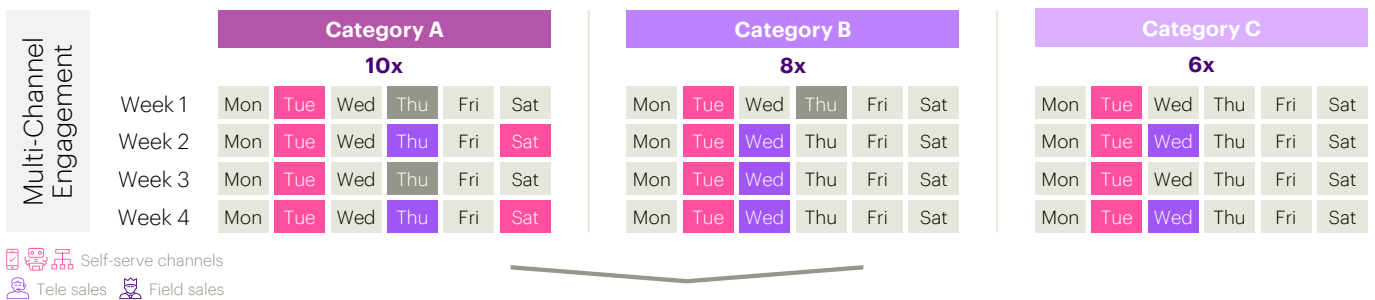 Multi-Channel
Engagement
Category A Category B Category C
10x 8x 6x
Week 1 Mon Tue Wed Thu Fri Sat Mon Tue Wed Thu Fri Sat Mon Tue Wed Thu Fri Sat
Week 2 Mon Tue Wed Thu Fri Sat Mon Tue Wed Thu Fri Sat Mon Tue Wed Thu Fri Sat
Week 3 Mon Tue Wed Thu Fri Sat Mon Tue Wed Thu Fri Sat Mon Tue Wed Thu Fri Sat
Week 4 Mon Tue Wed Thu Fri Sat Mon Tue Wed Thu Fri Sat Mon Tue Wed Thu Fri Sat
Self-serve channels
Tele sales Field sales